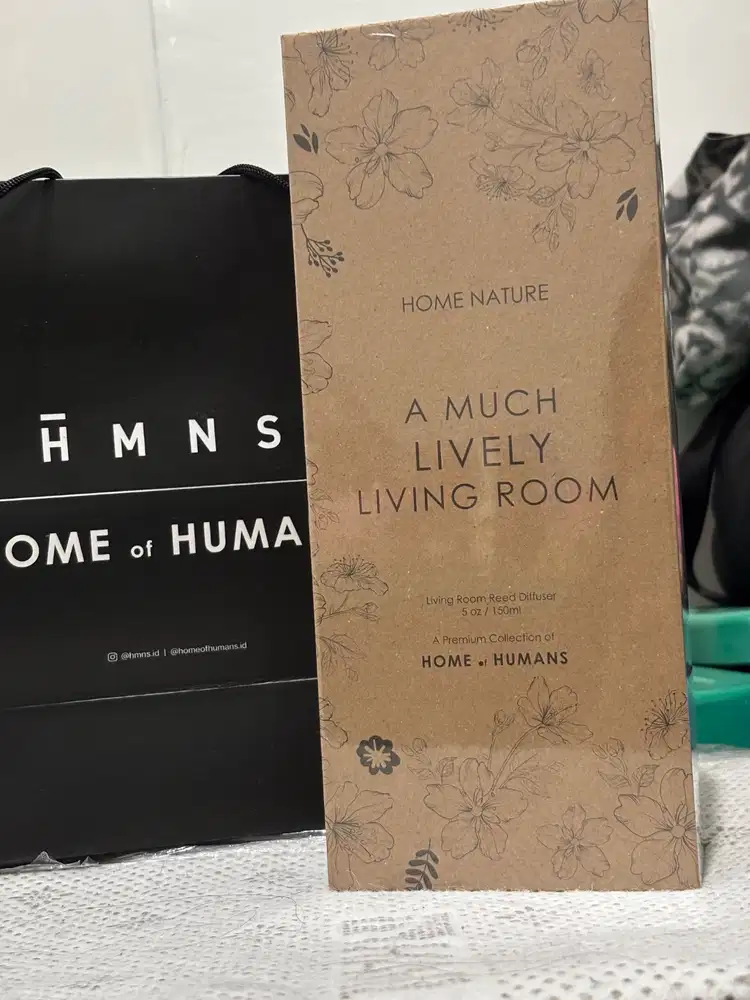 HMNS
OME of HUMA
@hmns.id | @homeofhumans.id
HOME NATURE
A MUCH
LIVELY
LIVING ROOM
Living Room Reed Diffuser
5 oz / 150ml
A Premium Collection of
HOME of HUMANS